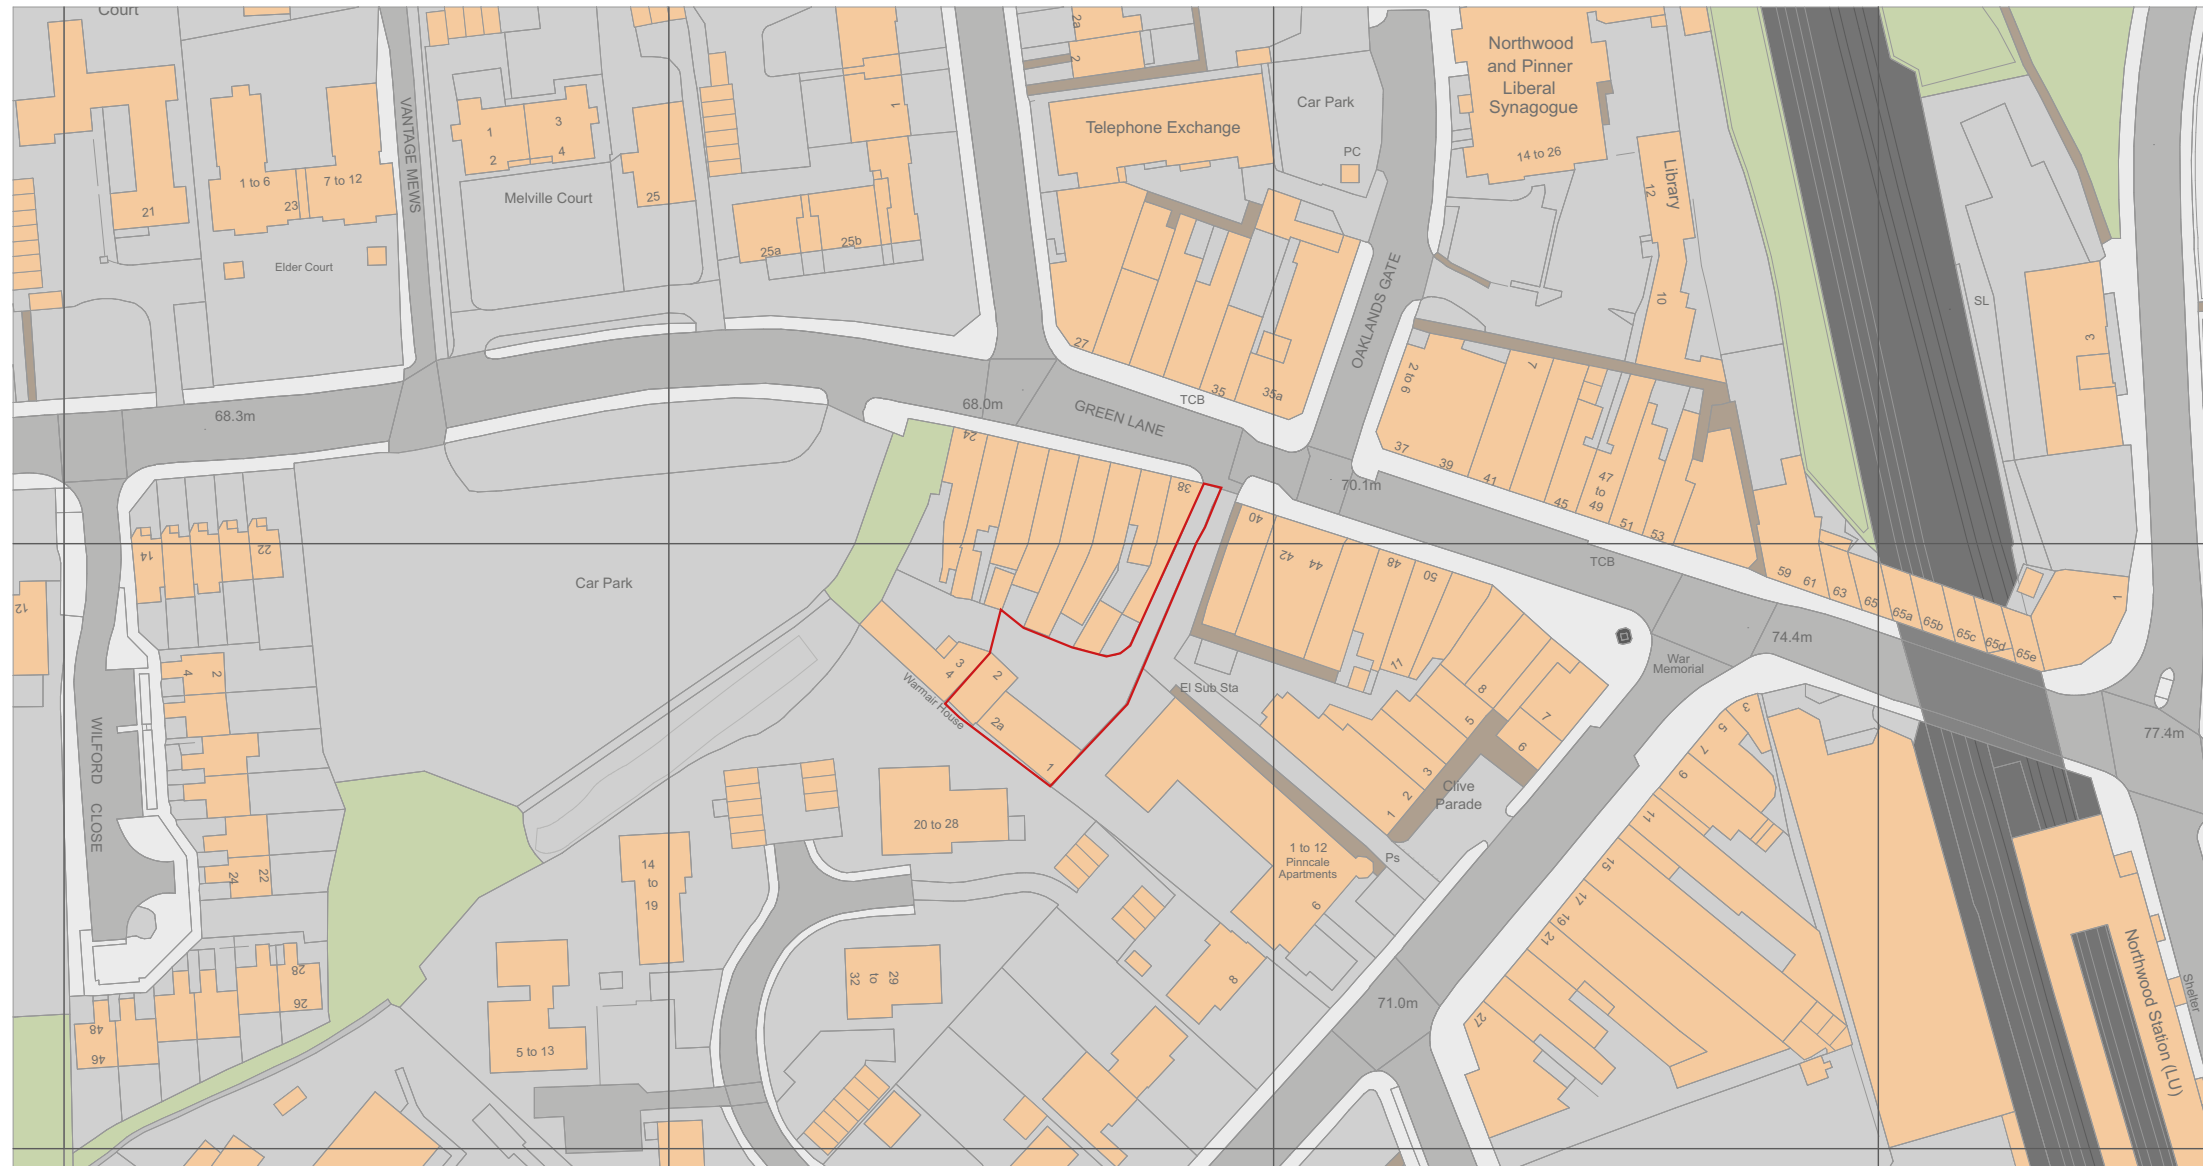 Court
VANTAGE MEWS
1
3
2
4
25
1
2a
2
Telephone Exchange
Car Park
PC
Northwood
and Pinner
Liberal
Synagogue
14 to 26
Library
12
10
21
1 to 6
7 to 12
23
Elder Court
Melville Court
25a
25b
27
35
35a
OAKLANDS GATE
2 to 6
7
SL
3
68.3m
68.0m
GREEN LANE
TCB
24
38
37
39
41
45
47
to
49
51
53
70.1m
40
42
44
48
50
TCB
59
61
63
65
65a
65b
65c
65d
65e
1
14
22
12
Car Park
4
2
3
4
2
2a
1
Warmair House
El Sub Sta
11
8
5
7
6
3
2
1
Clive
Parade
War
Memorial
74.4m
77.4m
3
5
7
9
11
15
17
19
21
27
WILFORD CLOSE
24
22
28
26
48
46
14
to
19
20 to 28
1 to 12
Pinncale
Apartments
9
Ps
8
32
to
29
5 to 13
71.0m
Northwood Station (LU)
Shelter